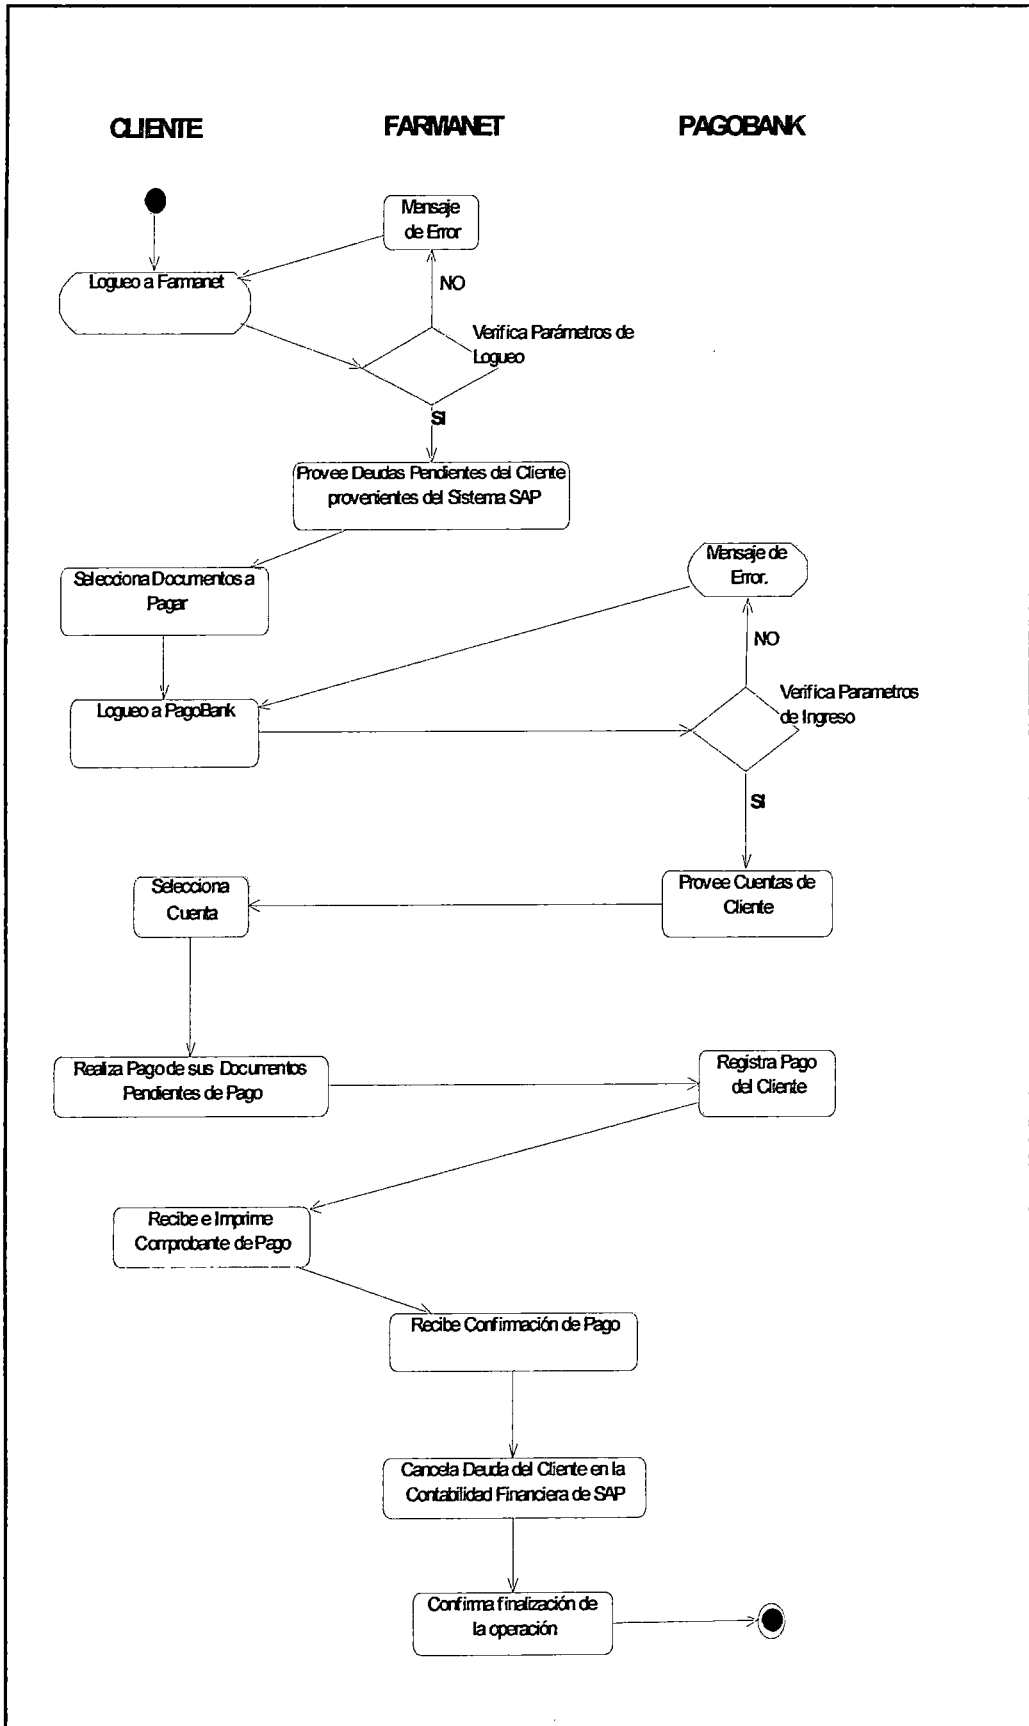 CLIENTE
FARMANET
PAGOBANK
Mensaje
de Error
Logueo a Farmanet
NO
Verifica Parámetros de
Logueo
SI
Provee Deudas Pendientes del Cliente
provenientes del Sistema SAP
Mensaje de
Error.
Selecciona Documentos a
Pagar
NO
Verifica Parametros
de Ingreso
Logueo a PagoBank
SI
Selecciona
Cuenta
Provee Cuentas de
Cliente
Realiza Pago de sus Documentos
Pendientes de Pago
Registra Pago
del Cliente
Recibe e Imprime
Comprobante de Pago
Recibe Confirmación de Pago
Cancela Deuda del Cliente en la
Contabilidad Financiera de SAP
Confirma finalización de
la operación